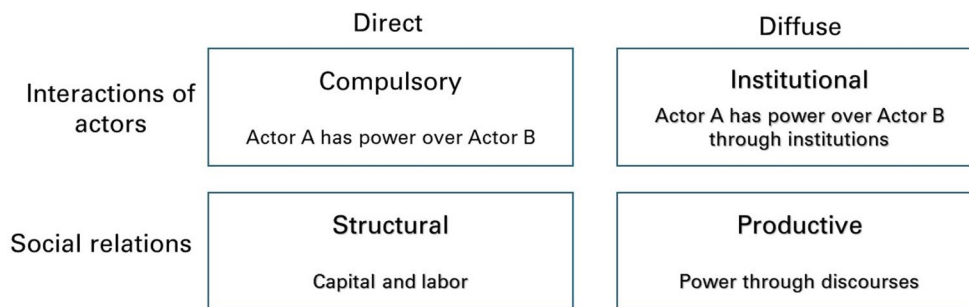 Direct
Diffuse
Interactions of
actors
Compulsory
Actor A has power over Actor B
Institutional
Actor A has power over Actor B
through institutions
Social relations
Structural
Capital and labor
Productive
Power through discourses